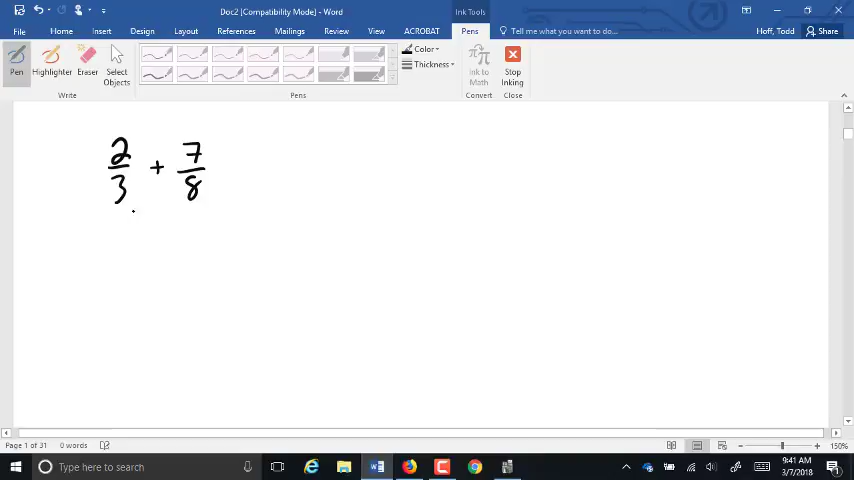 Doc2 [Compatibility Mode] - Word
Ink Tools
File Home Insert Design Layout References Mailings Review View ACROBAT Pens Tell me what you want to do... Hoff, Todd Share
Pen Highlighter Eraser Select Objects
Color
Thickness
Ink to Math
Stop Inking
Write Pens Convert Close
2/3 + 7/8
Page 1 of 31 0 words 150%
Type here to search
9:41 AM
3/7/2018
1